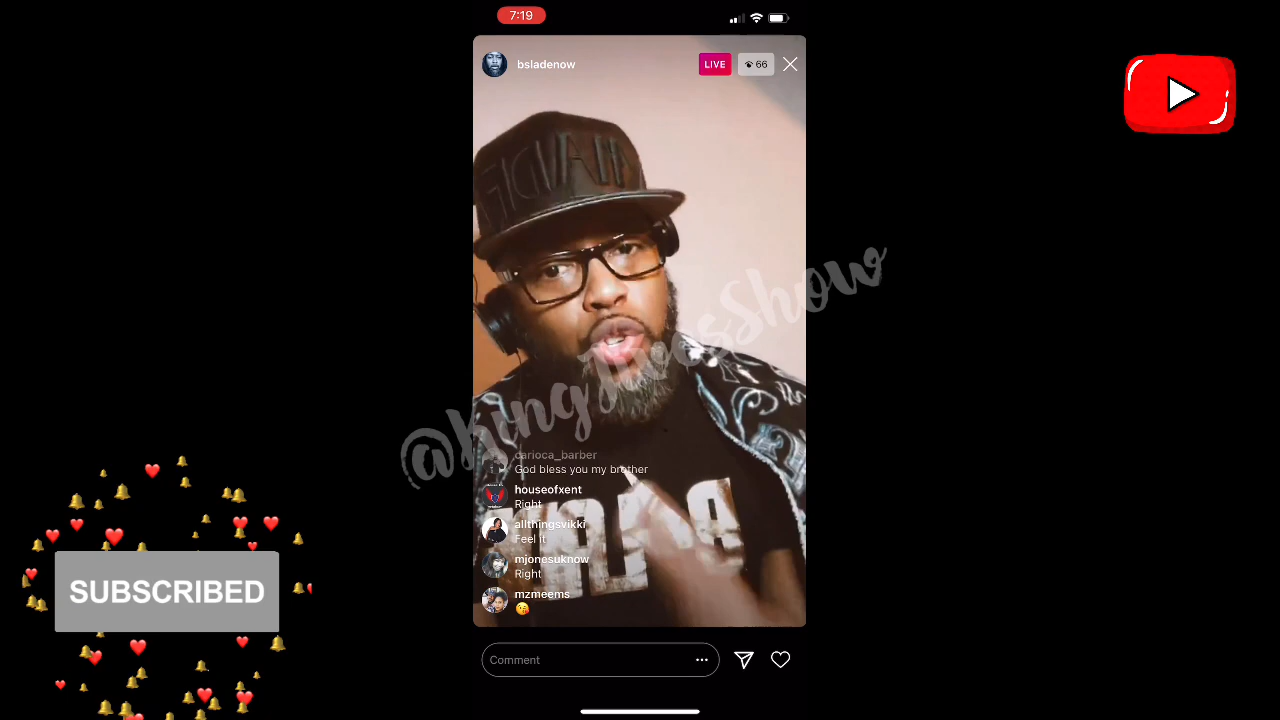 7:19
bsladenow
LIVE
66
@KingJivesShow
carioca_barber
God bless you my brother
houseofxent
Right
allthingsvikki
Feel it
mjonesuknow
Right
mzmeems
😘
SUBSCRIBED
Comment